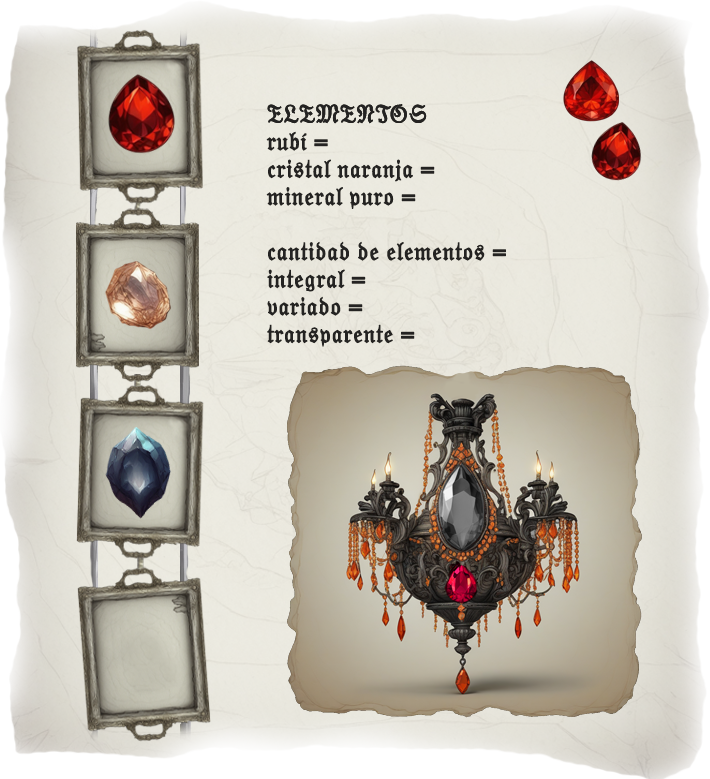 ELEMENTOS
rubí =
cristal naranja =
mineral puro =
cantidad de elementos =
integral =
variado =
transparente =